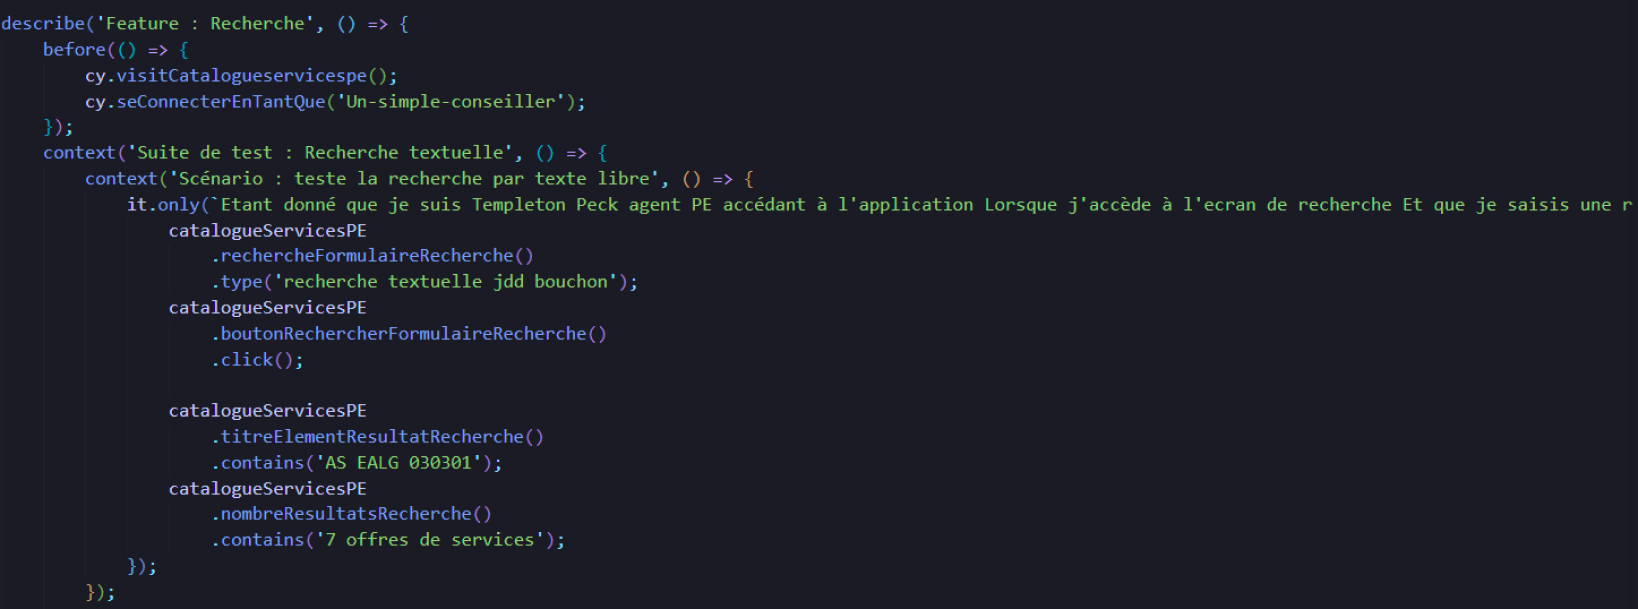 describe('Feature : Recherche', () => {
before(() => {
cy.visitCatalogueservicespe();
cy.seConnecterEnTantQue('Un-simple-conseiller');
});
context('Suite de test : Recherche textuelle', () => {
context('Scénario : teste la recherche par texte libre', () => {
it.only(`Etant donné que je suis Templeton Peck agent PE accédant à l'application Lorsque j'accède à l'ecran de recherche Et que je saisis une r
catalogueServicesPE
.rechercheFormulaireRecherche()
.type('recherche textuelle jdd bouchon');
catalogueServicesPE
.boutonRechercherFormulaireRecherche()
.click();
catalogueServicesPE
.titreElementResultatRecherche()
.contains('AS EALG 030301');
catalogueServicesPE
.nombreResultatsRecherche()
.contains('7 offres de services');
});
});